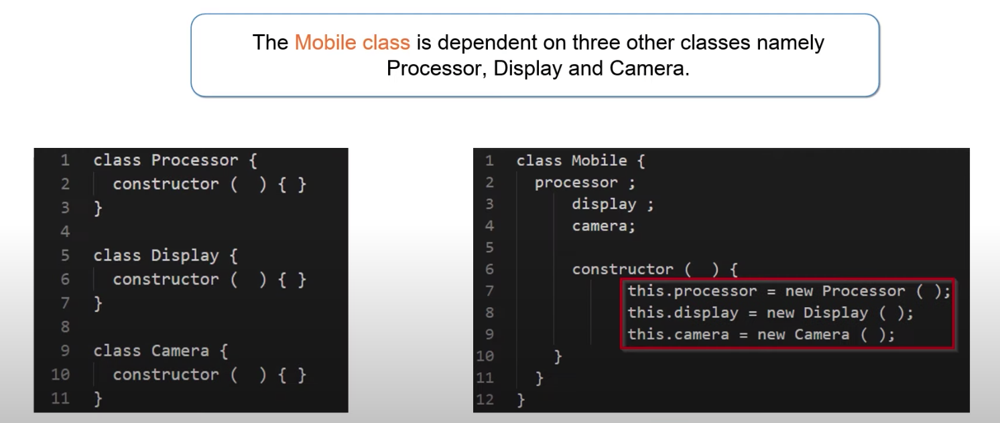 The Mobile class is dependent on three other classes namely
Processor, Display and Camera.
1 class Processor {
2 constructor (  ) { }
3 }
4
5 class Display {
6 constructor (  ) { }
7 }
8
9 class Camera {
10 constructor (  ) { }
11 }
1 class Mobile {
2 processor ;
3 display ;
4 camera;
5
6 constructor (  ) {
7 this.processor = new Processor ( );
8 this.display = new Display ( );
9 this.camera = new Camera ( );
10 }
11 }
12 }